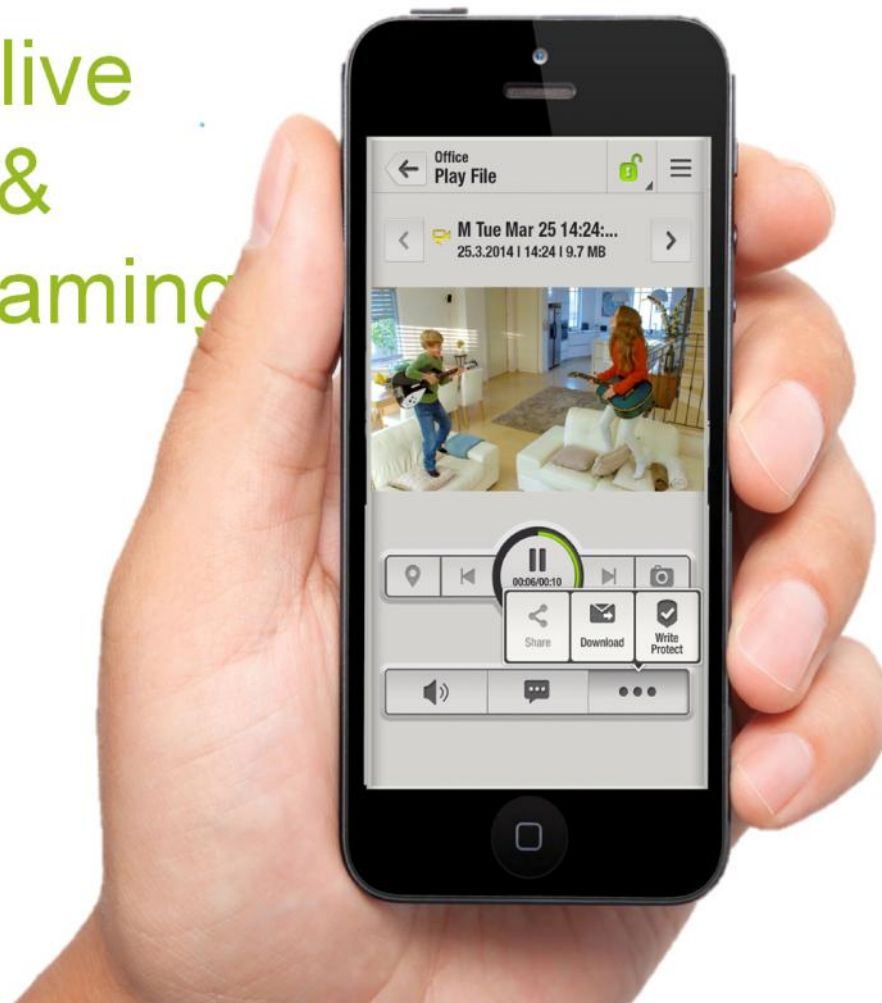 live
&
aming
Office
Play File
M Tue Mar 25 14:24:...
25.3.2014 | 14:24 | 9.7 MB
00:06/00:10
Share
Download
Write
Protect